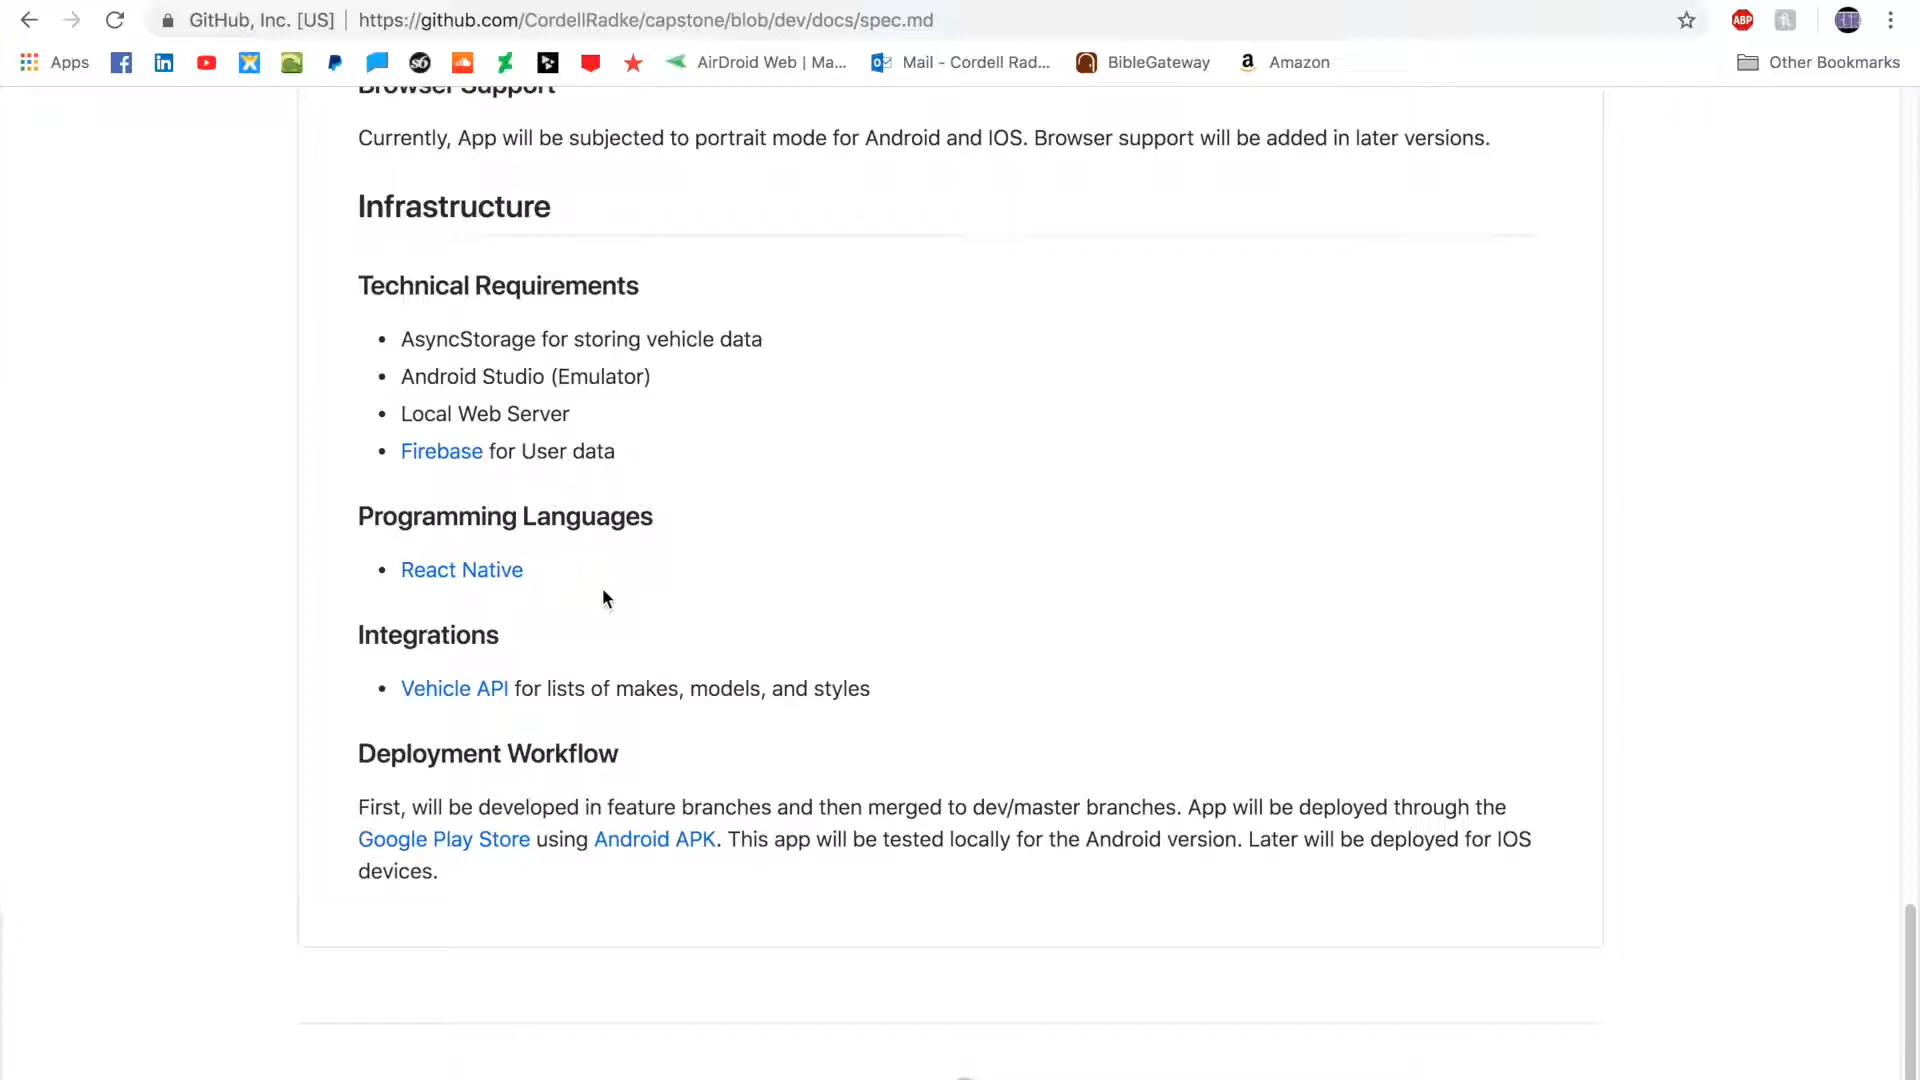 GitHub, Inc. [US] | https://github.com/CordellRadke/capstone/blob/dev/docs/spec.md
ABP
Apps
AirDroid Web | Ma...
Mail - Cordell Rad...
BibleGateway
Amazon
Other Bookmarks
Browser Support
Currently, App will be subjected to portrait mode for Android and IOS. Browser support will be added in later versions.
Infrastructure
Technical Requirements
• AsyncStorage for storing vehicle data
• Android Studio (Emulator)
• Local Web Server
• Firebase for User data
Programming Languages
• React Native
Integrations
• Vehicle API for lists of makes, models, and styles
Deployment Workflow
First, will be developed in feature branches and then merged to dev/master branches. App will be deployed through the
Google Play Store using Android APK. This app will be tested locally for the Android version. Later will be deployed for IOS
devices.